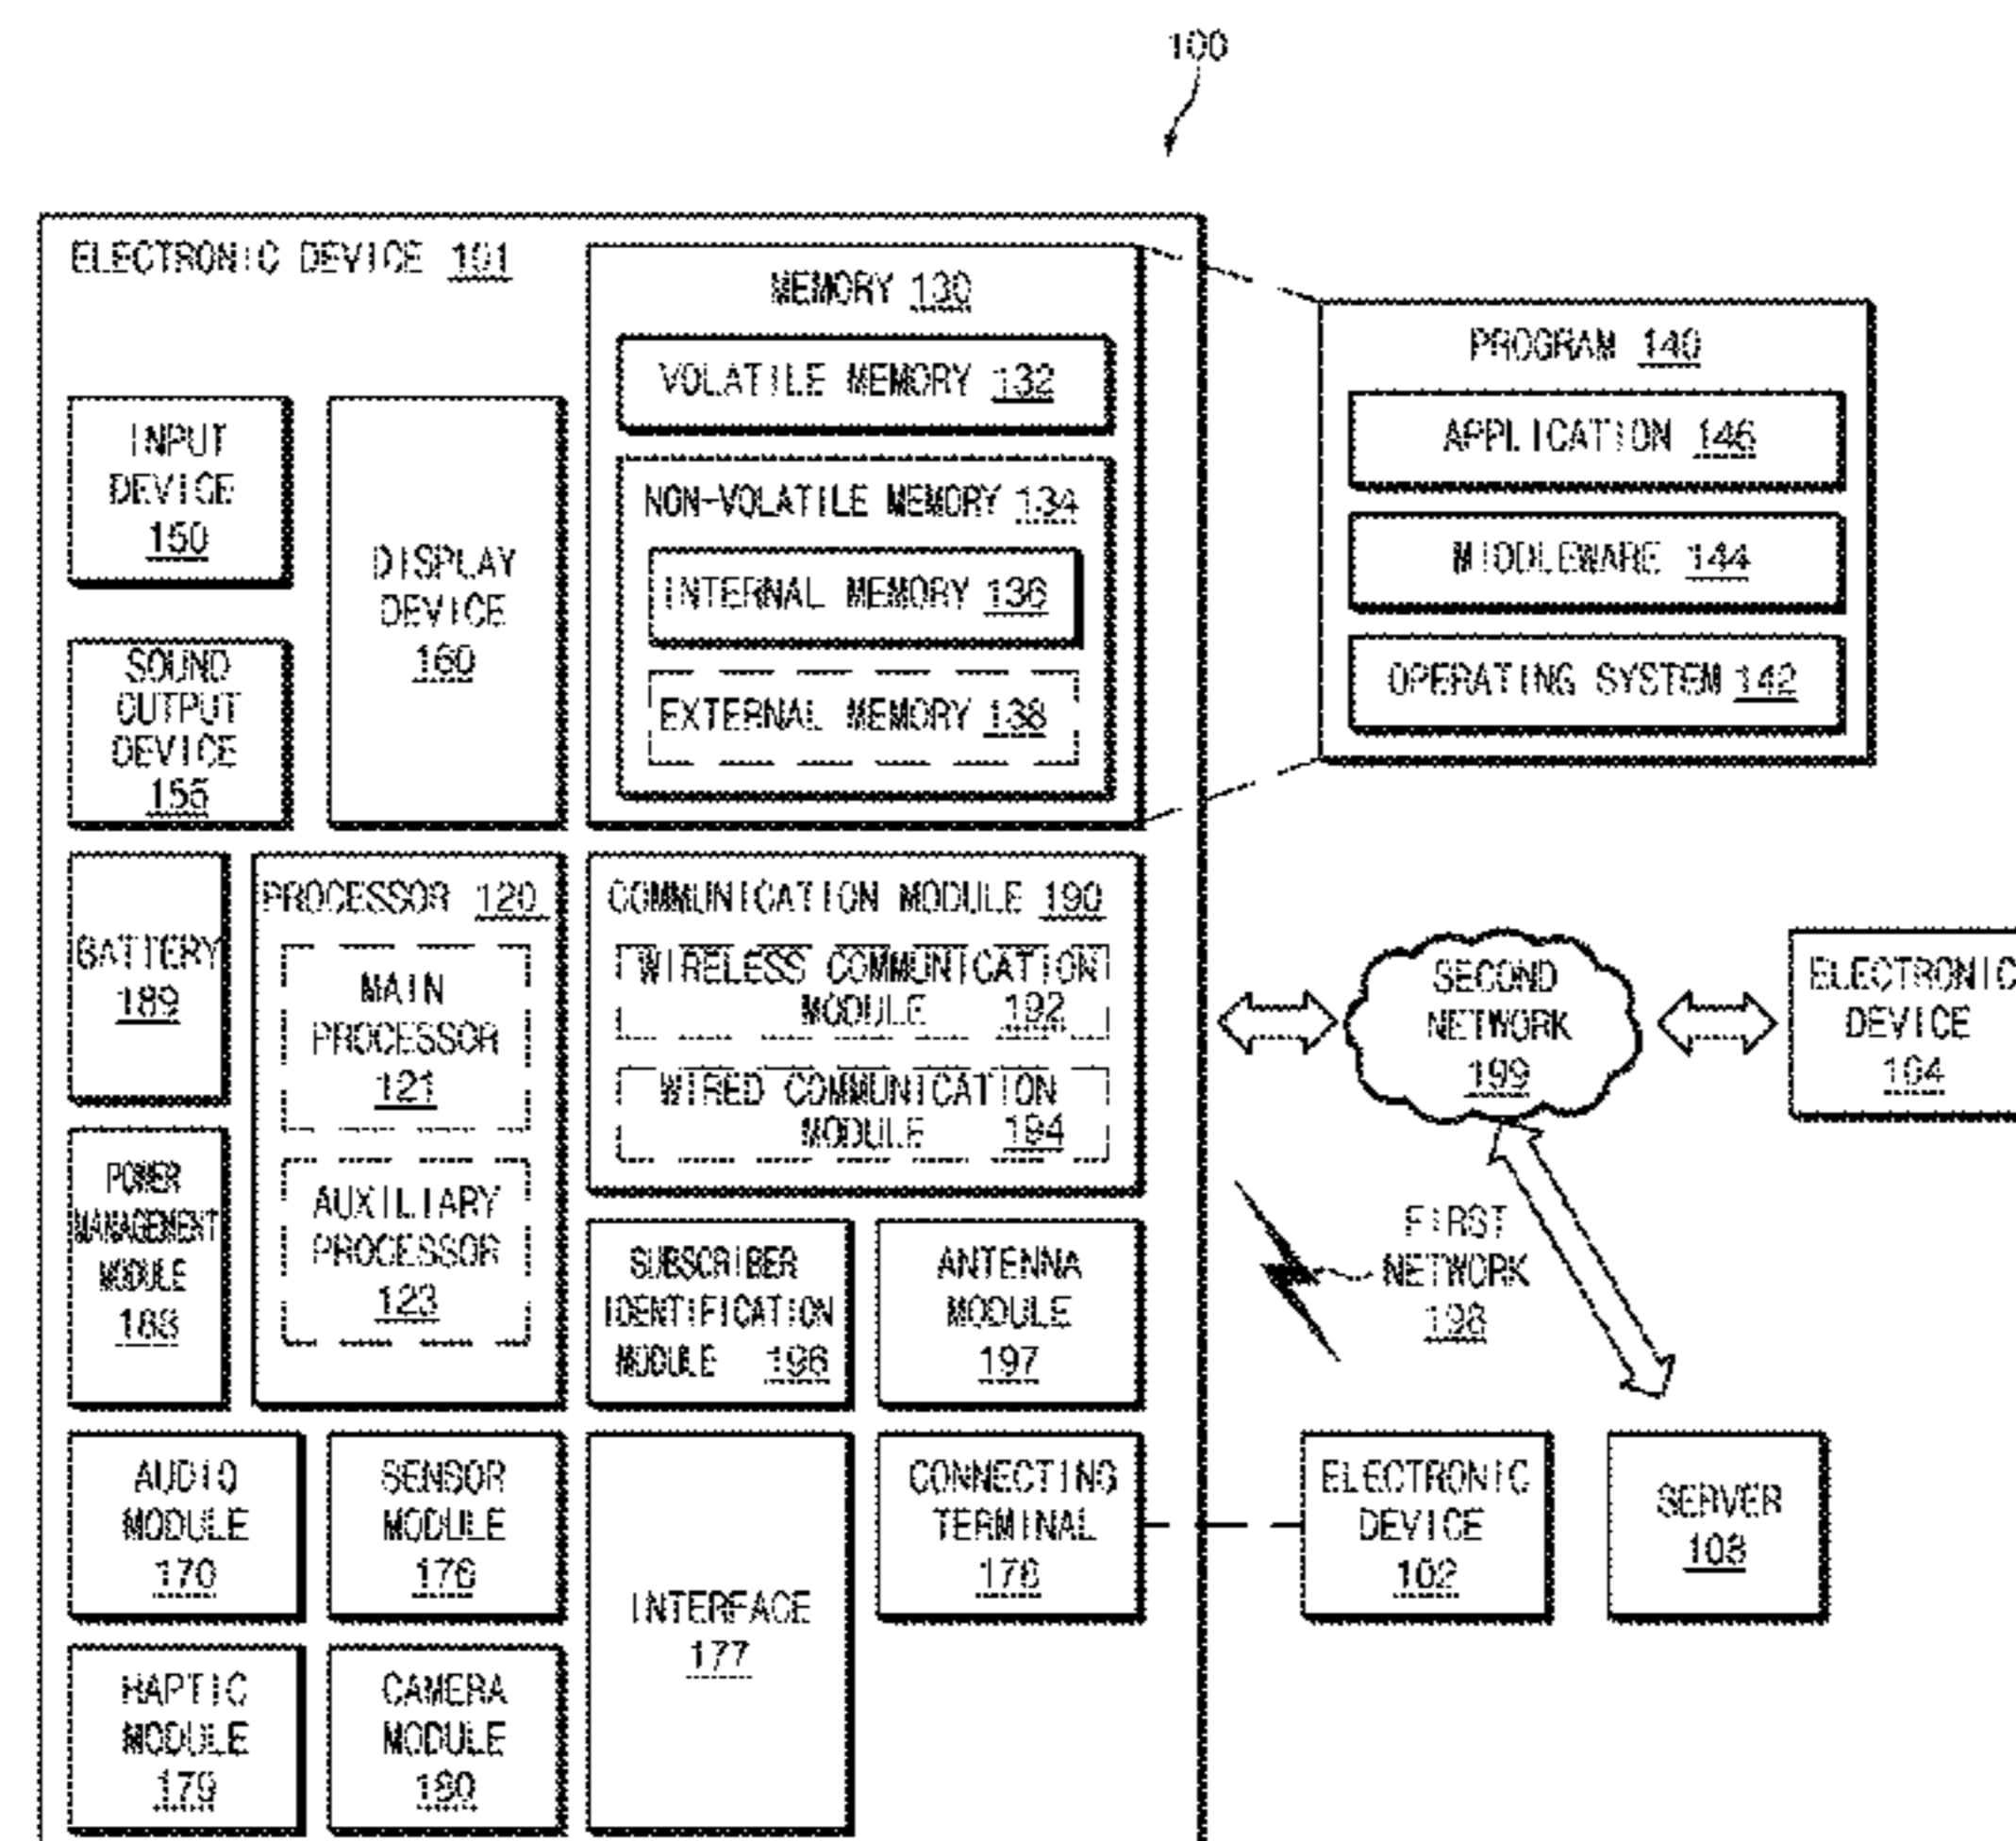 100
ELECTRONIC DEVICE 101
MEMORY 130
VOLATILE MEMORY 132
NON-VOLATILE MEMORY 134
INTERNAL MEMORY 136
EXTERNAL MEMORY 138
PROGRAM 140
APPLICATION 146
MIDDLEWARE 144
OPERATING SYSTEM 142
INPUT
DEVICE
150
DISPLAY
DEVICE
160
SOUND
OUTPUT
DEVICE
155
BATTERY
189
PROCESSOR 120
MAIN
PROCESSOR
121
AUXILIARY
PROCESSOR
123
COMMUNICATION MODULE 190
WIRELESS COMMUNICATION
MODULE 192
WIRED COMMUNICATION
MODULE 194
SECOND
NETWORK
199
ELECTRONIC
DEVICE
104
POWER
MANAGEMENT
MODULE
188
SUBSCRIBER
IDENTIFICATION
MODULE 196
ANTENNA
MODULE
197
FIRST
NETWORK
198
AUDIO
MODULE
170
SENSOR
MODULE
176
INTERFACE
177
CONNECTING
TERMINAL
178
ELECTRONIC
DEVICE
102
SERVER
108
HAPTIC
MODULE
179
CAMERA
MODULE
180